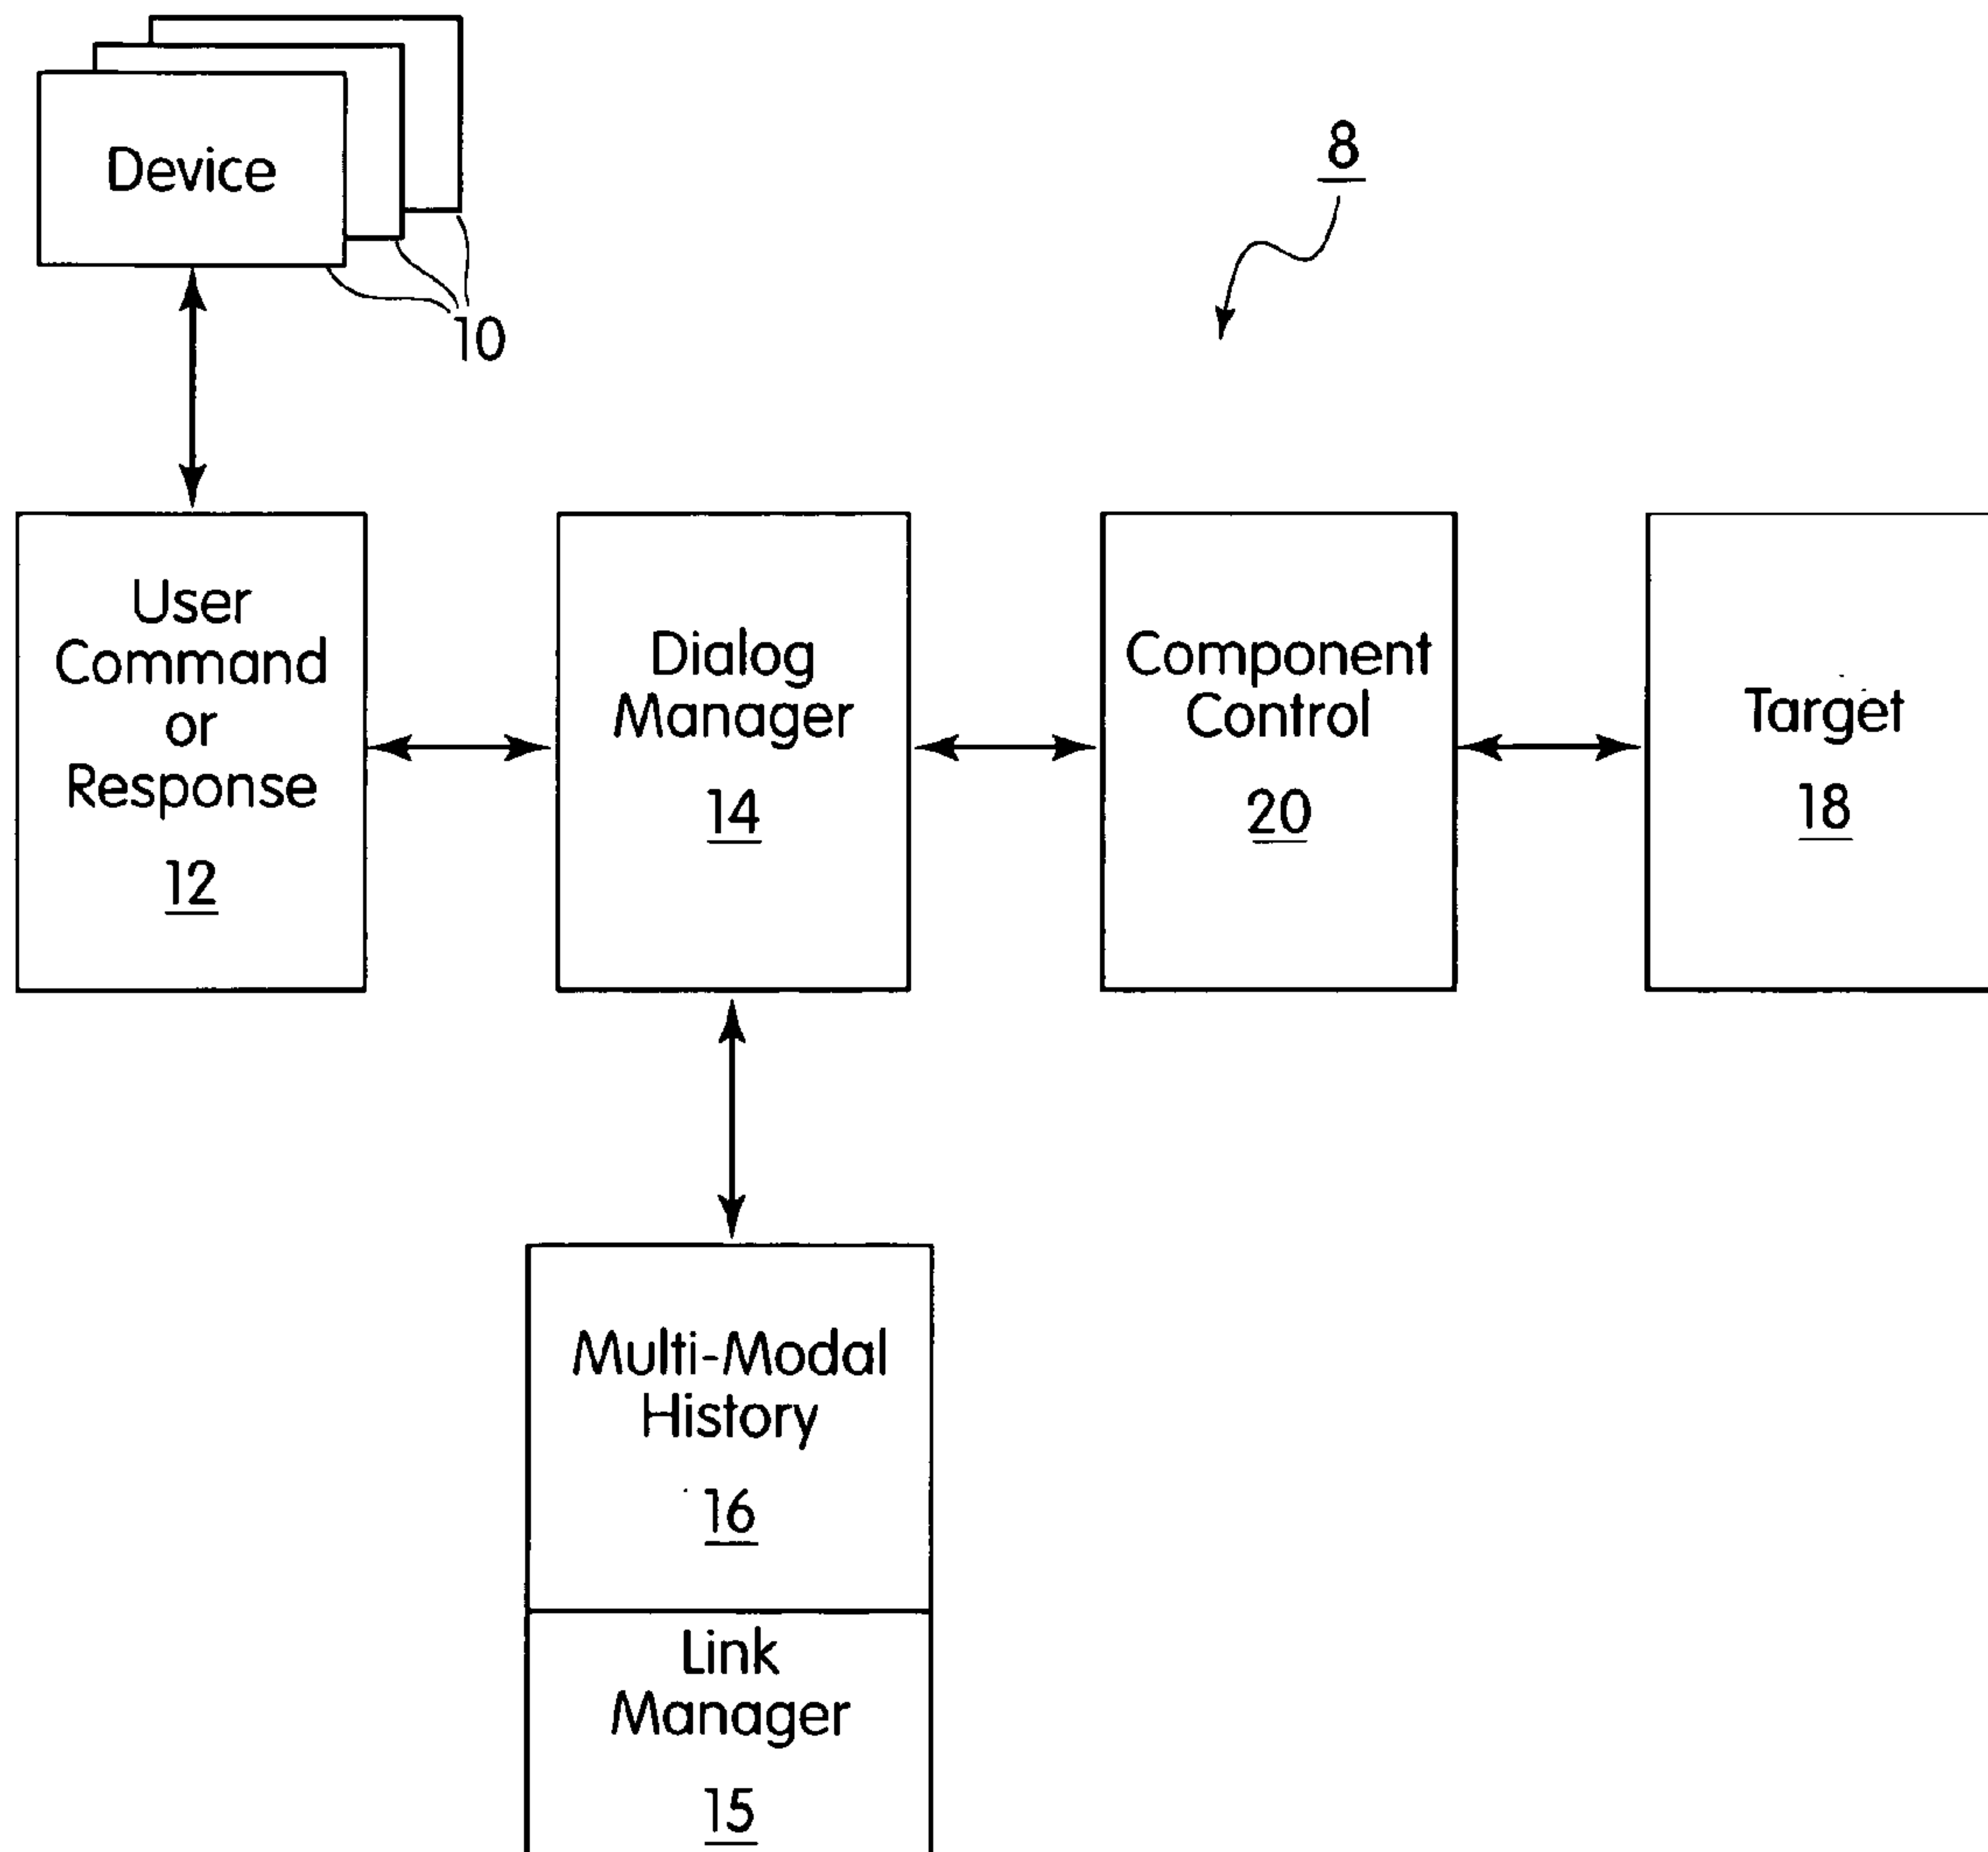 Device
8
10
User
Command
or
Response
12
Dialog
Manager
14
Component
Control
20
Target
18
Multi-Modal
History
16
Link
Manager
15